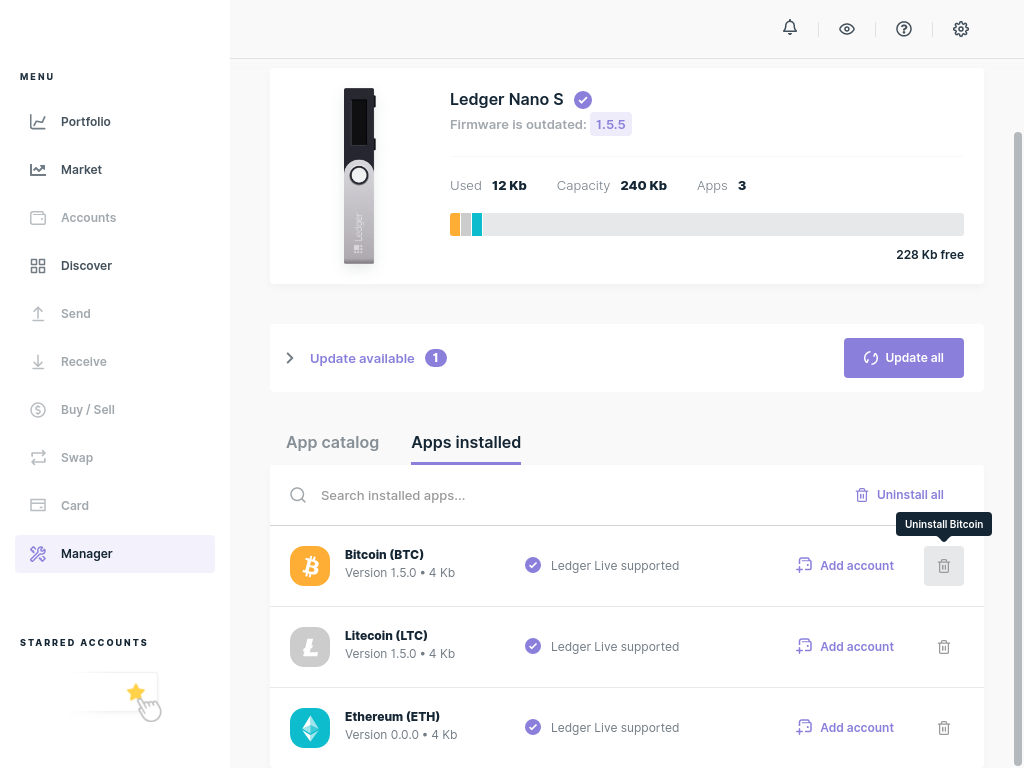 MENU
Portfolio
Market
Accounts
Discover
Send
Receive
Buy / Sell
Swap
Card
Manager
STARRED ACCOUNTS
Ledger
Ledger Nano S
Firmware is outdated: 1.5.5
Used 12 Kb Capacity 240 Kb Apps 3
228 Kb free
Update available 1
Update all
App catalog Apps installed
Search installed apps...
Uninstall all
Uninstall Bitcoin
Bitcoin (BTC)
Version 1.5.0 • 4 Kb
Ledger Live supported
Add account
Litecoin (LTC)
Version 1.5.0 • 4 Kb
Ledger Live supported
Add account
Ethereum (ETH)
Version 0.0.0 • 4 Kb
Ledger Live supported
Add account